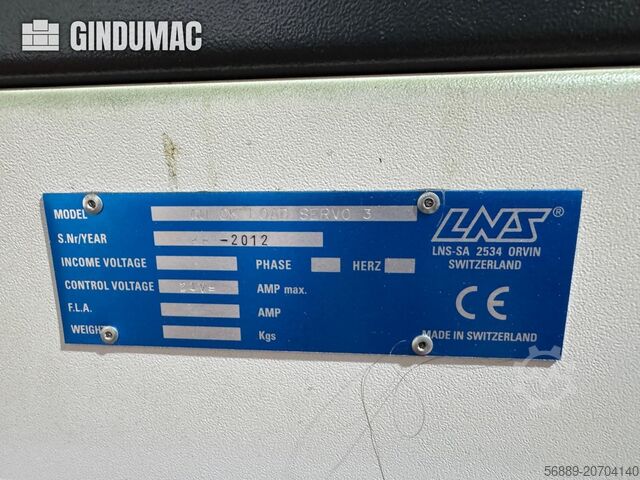 GINDUMAC
MODEL QUICK LOAD SERVO 3
S.Nr/YEAR -2012
INCOME VOLTAGE PHASE HERZ
CONTROL VOLTAGE 24V= AMP max.
F.L.A. AMP
WEIGHT Kgs
LNS®
LNS-SA 2534 ORVIN
SWITZERLAND
CE
MADE IN SWITZERLAND
56889-20704140